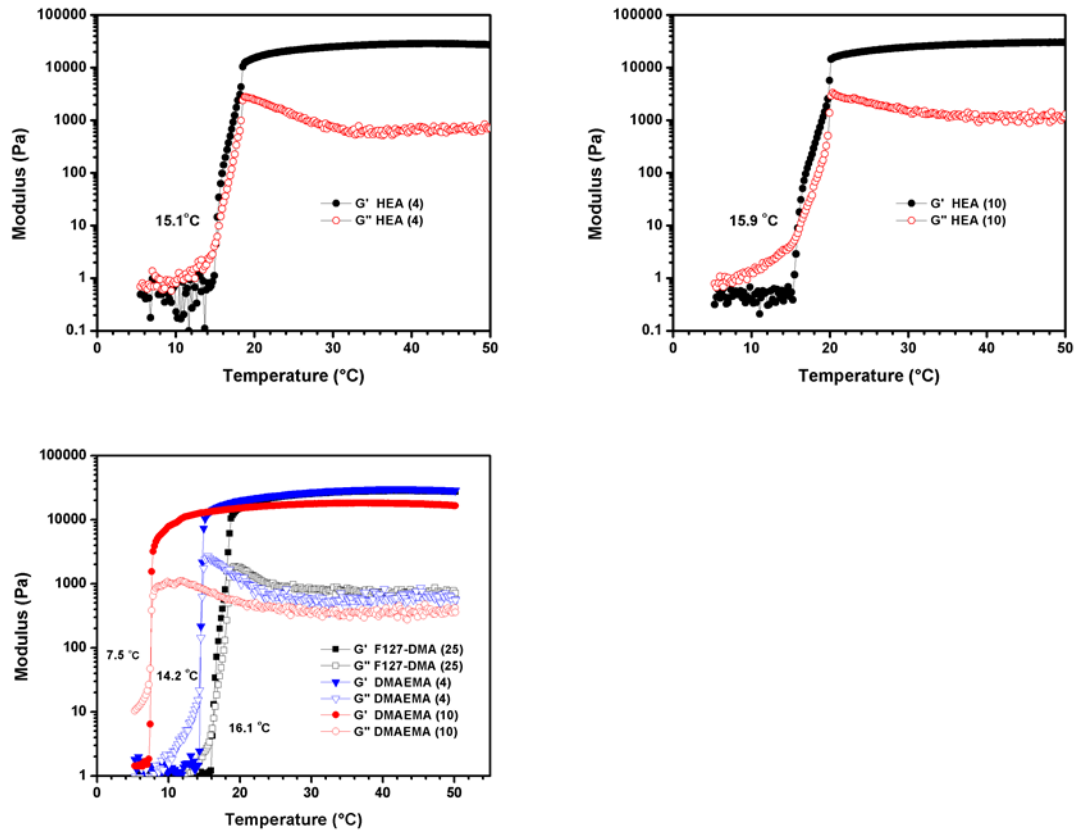 100000
10000
1000
100
10
1
0.1
Modulus (Pa)
15.1°C
G' HEA (4)
G'' HEA (4)
0 10 20 30 40 50
Temperature (°C)
100000
10000
1000
100
10
1
0.1
Modulus (Pa)
15.9 °C
G' HEA (10)
G'' HEA (10)
0 10 20 30 40 50
Temperature (°C)
100000
10000
1000
100
10
1
Modulus (Pa)
7.5 °C
14.2 °C
16.1 °C
G' F127-DMA (25)
G'' F127-DMA (25)
G' DMAEMA (4)
G'' DMAEMA (4)
G' DMAEMA (10)
G'' DMAEMA (10)
0 10 20 30 40 50
Temperature (°C)